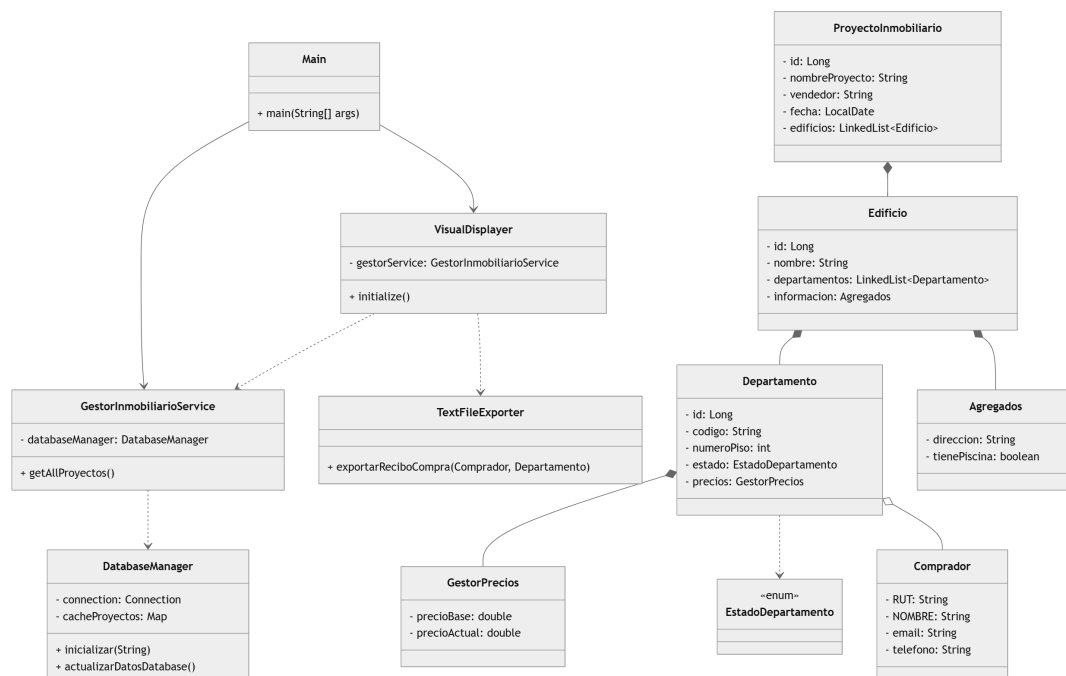 Main
+ main(String[] args)
ProyectoInmobiliario
- id: Long
- nombreProyecto: String
- vendedor: String
- fecha: LocalDate
- edificios: LinkedList<Edificio>
VisualDisplayer
- gestorService: GestorInmobiliarioService
+ initialize()
Edificio
- id: Long
- nombre: String
- departamentos: LinkedList<Departamento>
- informacion: Agregados
GestorInmobiliarioService
- databaseManager: DatabaseManager
+ getAllProyectos()
TextFileExporter
+ exportarReciboCompra(Comprador, Departamento)
Departamento
- id: Long
- codigo: String
- numeroPiso: int
- estado: EstadoDepartamento
- precios: GestorPrecios
Agregados
- direccion: String
- tienePiscina: boolean
DatabaseManager
- connection: Connection
- cacheProyectos: Map
+ inicializar(String)
+ actualizarDatosDatabase()
GestorPrecios
- precioBase: double
- precioActual: double
«enum»
EstadoDepartamento
Comprador
- RUT: String
- NOMBRE: String
- email: String
- telefono: String